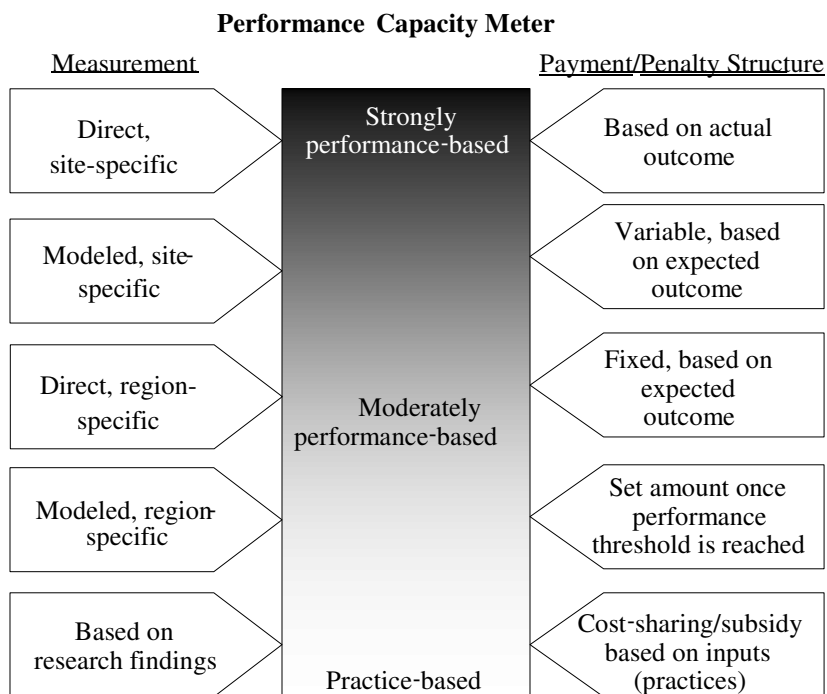 Performance Capacity Meter
Measurement
Direct,
site-specific
Modeled, site-
specific
Direct, region-
specific
Modeled, region-
specific
Based on
research findings
Strongly
performance-based
Moderately
performance-based
Practice-based
Payment/Penalty Structure
Based on actual
outcome
Variable, based
on expected
outcome
Fixed, based on
expected
outcome
Set amount once
performance
threshold is reached
Cost-sharing/subsidy
based on inputs
(practices)